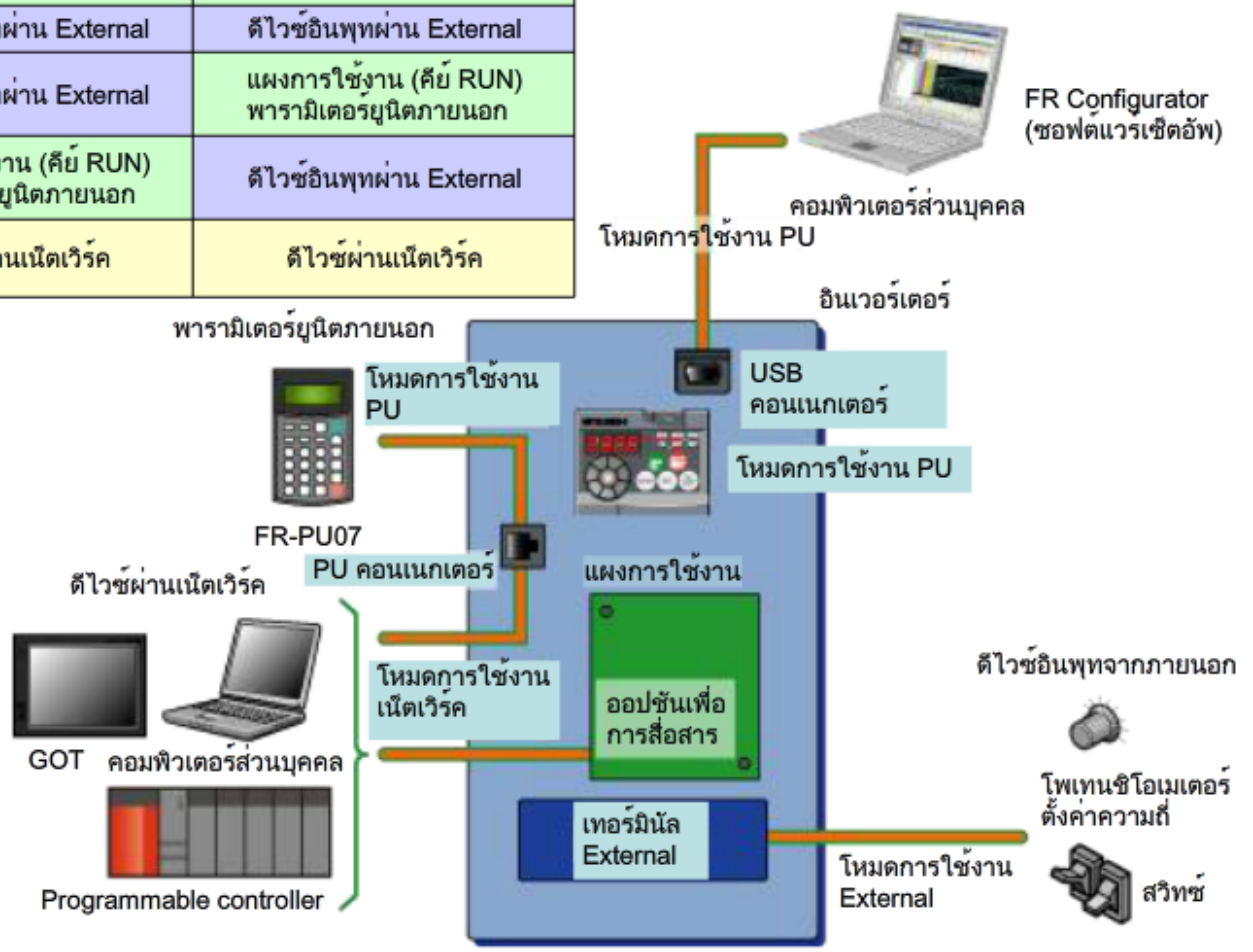 ผ่าน External
ดีไวซ์อินพุทผ่าน External
ผ่าน External
แผงการใช้งาน (คีย์ RUN)
พารามิเตอร์ยูนิตภายนอก
(คีย์ RUN)
ยูนิตภายนอก
ดีไวซ์อินพุทผ่าน External
เน็ตเวิร์ค
ดีไวซ์ผ่านเน็ตเวิร์ค
FR Configurator
(ซอฟต์แวร์เซ็ตอัพ)
คอมพิวเตอร์ส่วนบุคคล
โหมดการใช้งาน PU
อินเวอร์เตอร์
พารามิเตอร์ยูนิตภายนอก
โหมดการใช้งาน
PU
USB
คอนเนกเตอร์
โหมดการใช้งาน PU
FR-PU07
PU คอนเนกเตอร์
แผงการใช้งาน
ดีไวซ์ผ่านเน็ตเวิร์ค
โหมดการใช้งาน
เน็ตเวิร์ค
ออปชันเพื่อ
การสื่อสาร
ดีไวซ์อินพุทจากภายนอก
GOT
คอมพิวเตอร์ส่วนบุคคล
โพเทนชิโอเมเตอร์
ตั้งค่าความถี่
เทอร์มินัล
External
โหมดการใช้งาน
External
สวิทซ์
Programmable controller